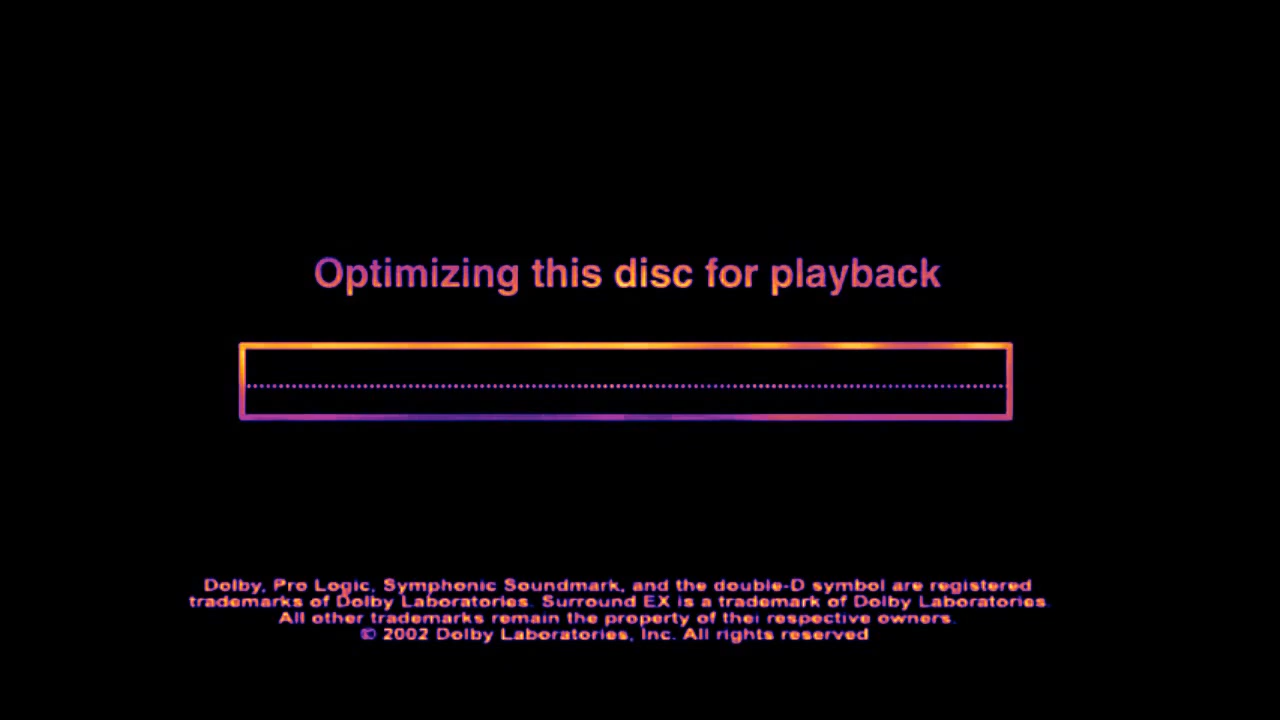 Optimizing this disc for playback
Dolby, Pro Logic, Symphonic Soundmark, and the double-D symbol are registered
trademarks of Dolby Laboratories. Surround EX is a trademark of Dolby Laboratories.
All other trademarks remain the property of thei respective owners.
© 2002 Dolby Laboratories, Inc. All rights reserved